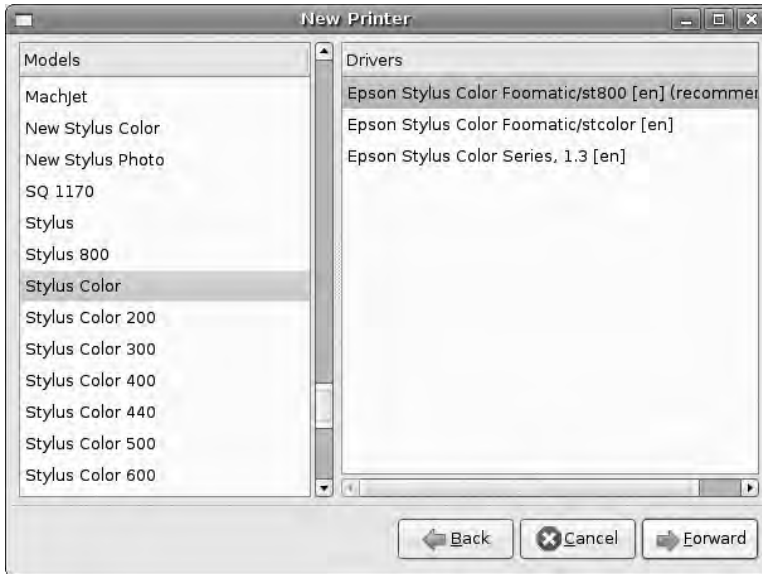 New Printer
Models
MachJet
New Stylus Color
New Stylus Photo
SQ 1170
Stylus
Stylus 800
Stylus Color
Stylus Color 200
Stylus Color 300
Stylus Color 400
Stylus Color 440
Stylus Color 500
Stylus Color 600
Drivers
Epson Stylus Color Foomatic/st800 [en] (recommer
Epson Stylus Color Foomatic/stcolor [en]
Epson Stylus Color Series, 1.3 [en]
Back
Cancel
Forward